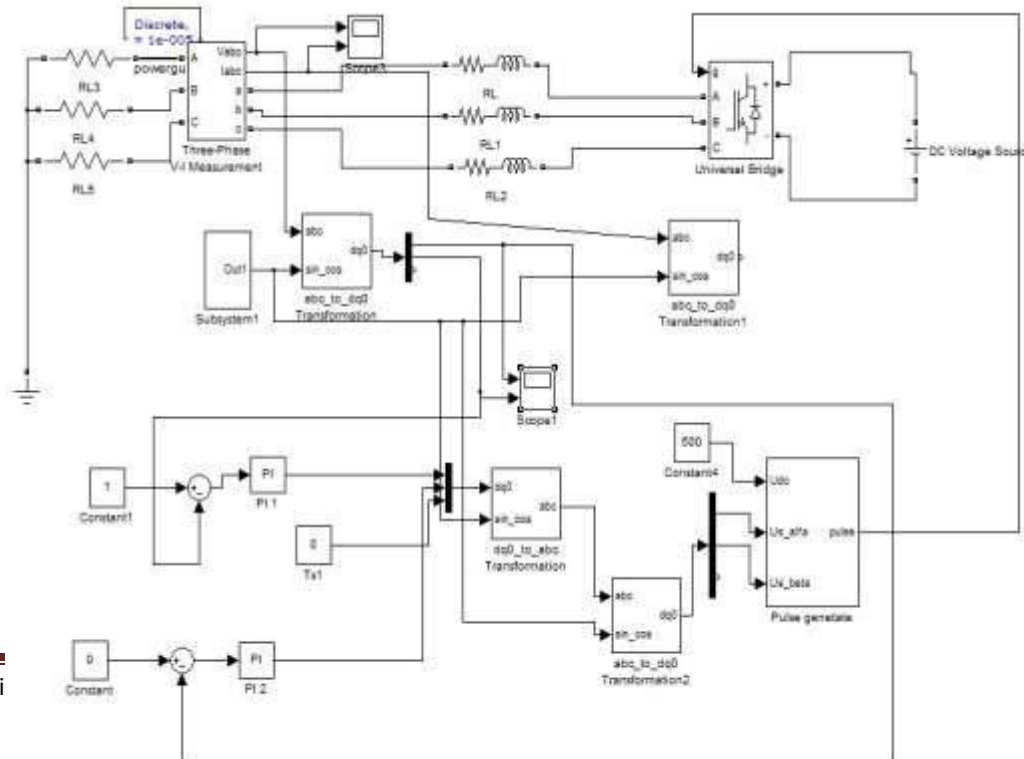 Discrete,
= 1e-005
powergu
A
B
C
Vabc
Iabc
a
b
c
Three-Phase
V-I Measurement
RL3
RL4
RL5
Scope3
RL
RL1
RL2
g
A
B
C
+
-
Universal Bridge
+
DC Voltage Sourc
Out1
Subsystem1
abc
sin_cos
dq0
abc_to_dq0
Transformation
abc
sin_cos
dq0
abc_to_dq0
Transformation1
Scope1
1
Constant1
+
-
PI
PI 1
0
Ts1
dq0
sin_cos
abc
dq0_to_abc
Transformation
500
Constant4
Udc
Us_alfa
Us_beta
pulse
Pulse genetate
abc
sin_cos
dq0
abc_to_dq0
Transformation2
0
Constant
+
-
PI
PI 2
i